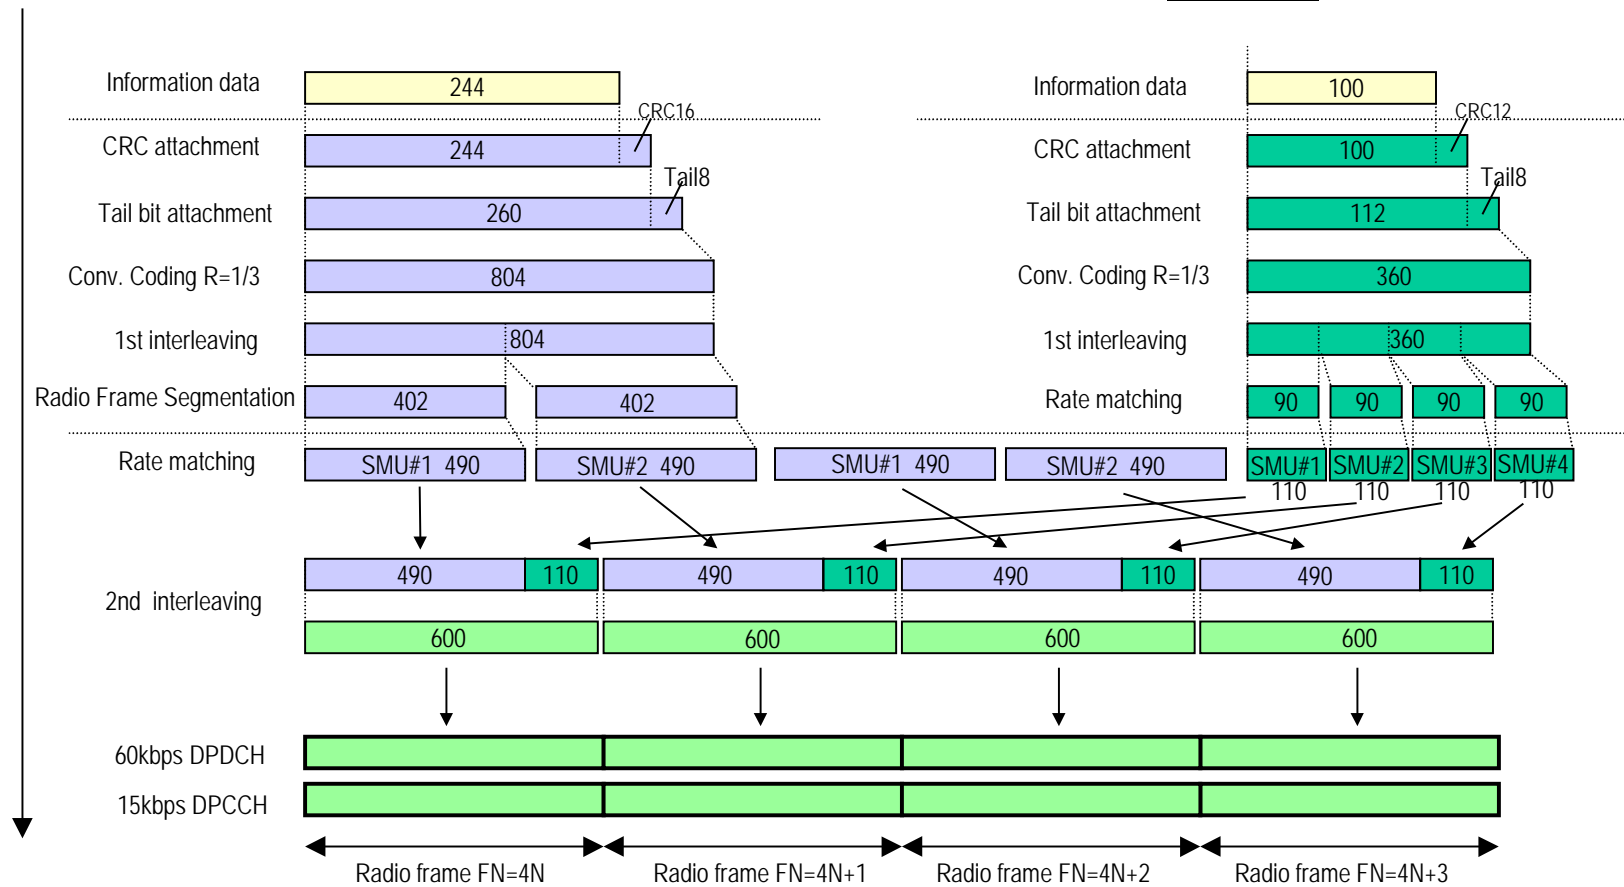 Information data 244 Information data 100
CRC16 CRC12
CRC attachment 244 CRC attachment 100
Tail8 Tail8
Tail bit attachment 260 Tail bit attachment 112
Conv. Coding R=1/3 804 Conv. Coding R=1/3 360
1st interleaving 804 1st interleaving 360
Radio Frame Segmentation 402 402 Rate matching 90 90 90 90
Rate matching SMU#1 490 SMU#2 490 SMU#1 490 SMU#2 490 SMU#1 SMU#2 SMU#3 SMU#4
110 110 110 110
490 110 490 110 490 110 490 110
2nd interleaving
600 600 600 600
60kbps DPDCH
15kbps DPCCH
Radio frame FN=4N Radio frame FN=4N+1 Radio frame FN=4N+2 Radio frame FN=4N+3